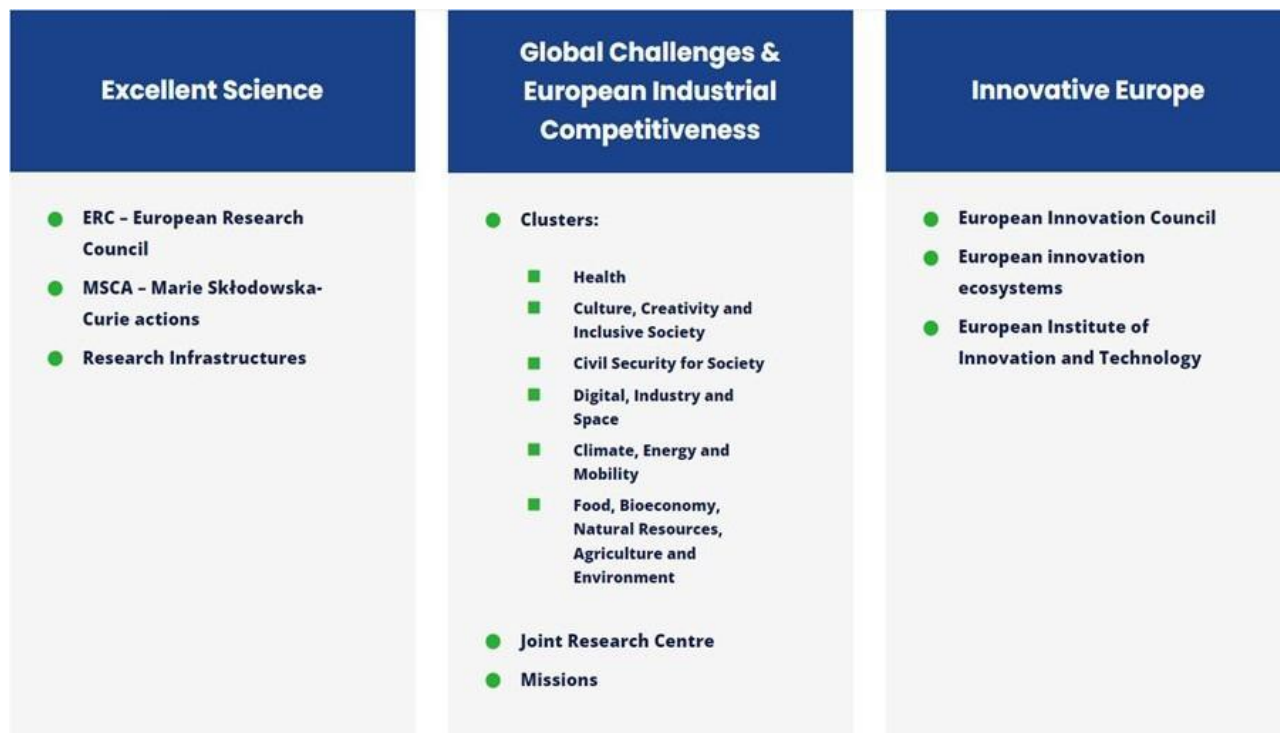 Excellent Science
ERC – European Research
Council
MSCA – Marie Skłodowska-
Curie actions
Research Infrastructures
Global Challenges &
European Industrial
Competitiveness
Clusters:
Health
Culture, Creativity and
Inclusive Society
Civil Security for Society
Digital, Industry and
Space
Climate, Energy and
Mobility
Food, Bioeconomy,
Natural Resources,
Agriculture and
Environment
Joint Research Centre
Missions
Innovative Europe
European Innovation Council
European innovation
ecosystems
European Institute of
Innovation and Technology